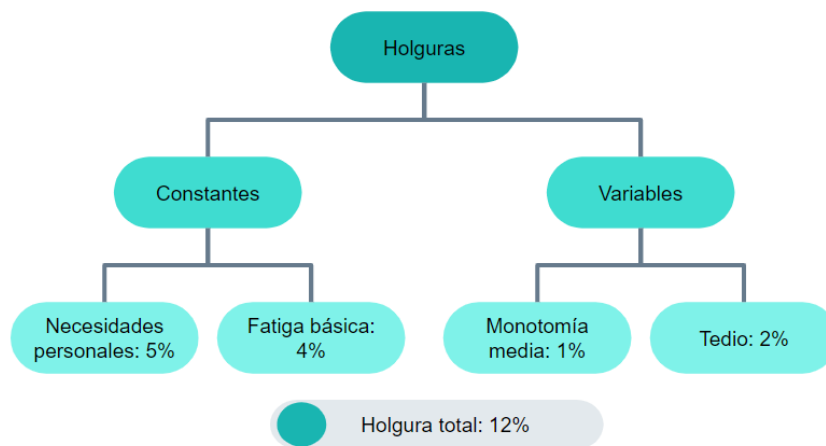 Holguras
Constantes
Variables
Necesidades
personales: 5%
Fatiga básica:
4%
Monotomía
media: 1%
Tedio: 2%
Holgura total: 12%